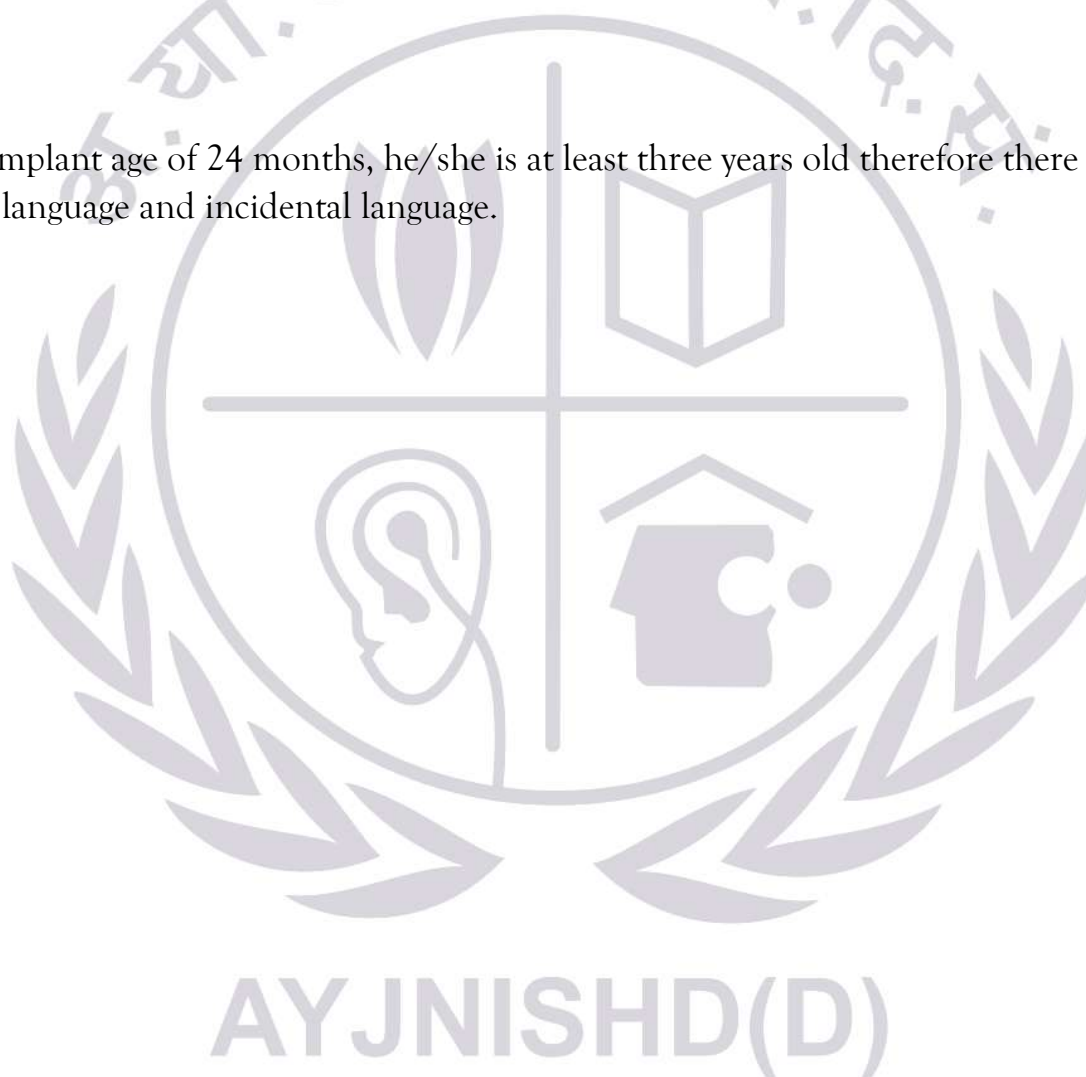 mplant age of 24 months, he/she is at least three years old therefore there
language and incidental language.
AYJNISHD(D)